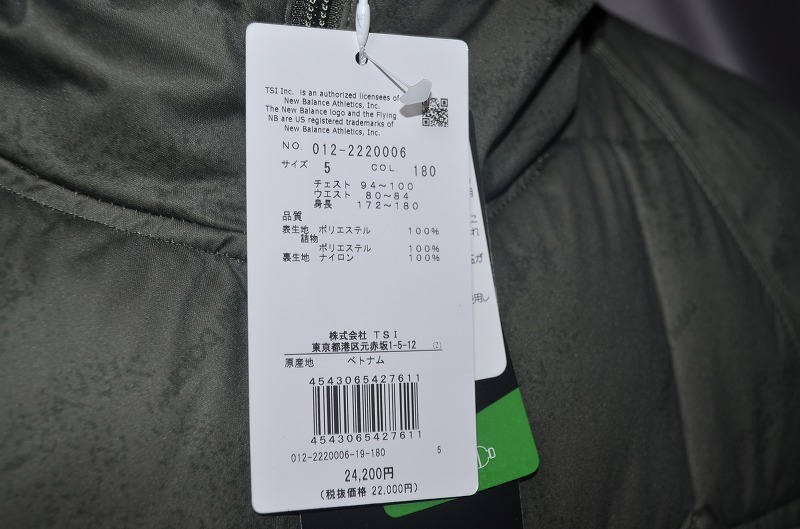 TSI Inc. is an authorized licensees of
New Balance Athletics, Inc.
The New Balance logo and the Flying
NB are US registered trademarks of
New Balance Athletics, Inc.
NO. 012-2220006
サイズ 5 COL. 180
チェスト 94～100
ウエスト 80～84
身長 172～180
品質
表生地 ポリエステル 100%
詰物
ポリエステル 100%
裏生地 ナイロン 100%
株式会社 TSI
東京都港区元赤坂1-5-12 (Z)
原産地 ベトナム
4543065427611
4543065427611
012-2220006-19-180 5
24,200円
(税抜価格 22,000円)